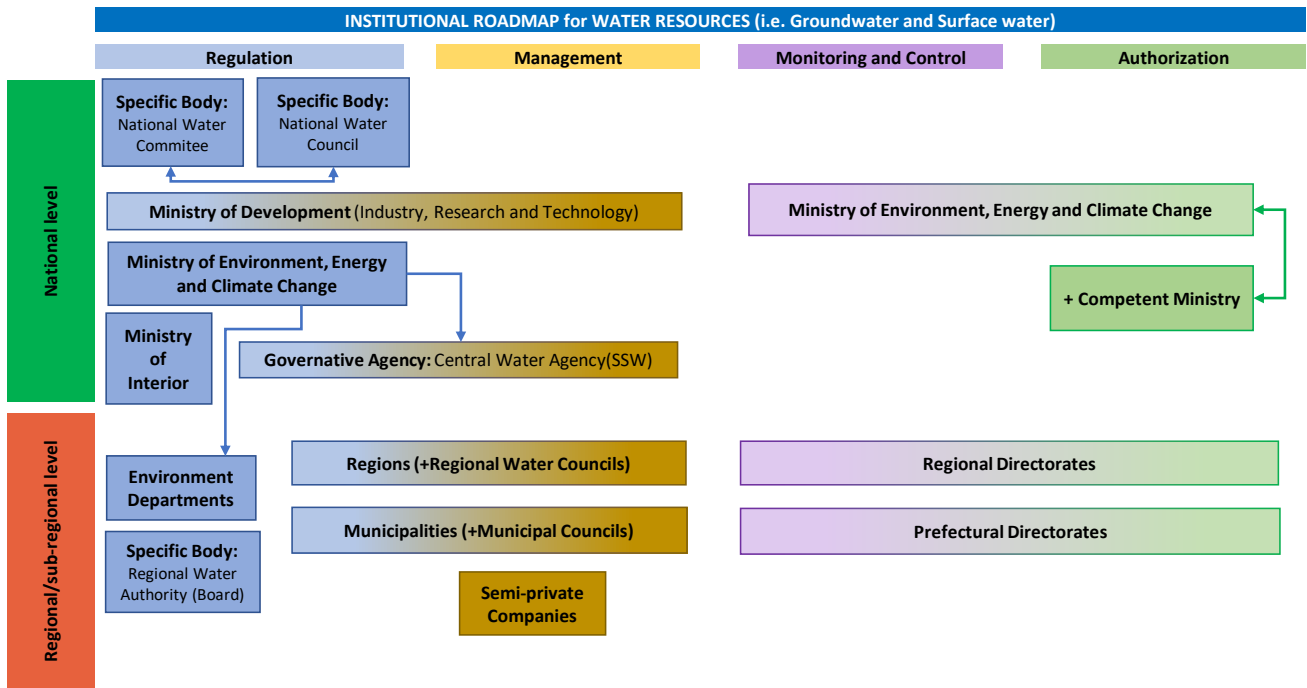 INSTITUTIONAL ROADMAP for WATER RESOURCES (i.e. Groundwater and Surface water)
Regulation
Management
Monitoring and Control
Authorization
National level
Specific Body:
National Water
Commitee
Specific Body:
National Water
Council
Ministry of Development (Industry, Research and Technology)
Ministry of Environment, Energy and Climate Change
Ministry of Environment, Energy
and Climate Change
+ Competent Ministry
Ministry
of
Interior
Governative Agency: Central Water Agency(SSW)
Regional/sub-regional level
Environment
Departments
Regions (+Regional Water Councils)
Regional Directorates
Municipalities (+Municipal Councils)
Prefectural Directorates
Specific Body:
Regional Water
Authority (Board)
Semi-private
Companies